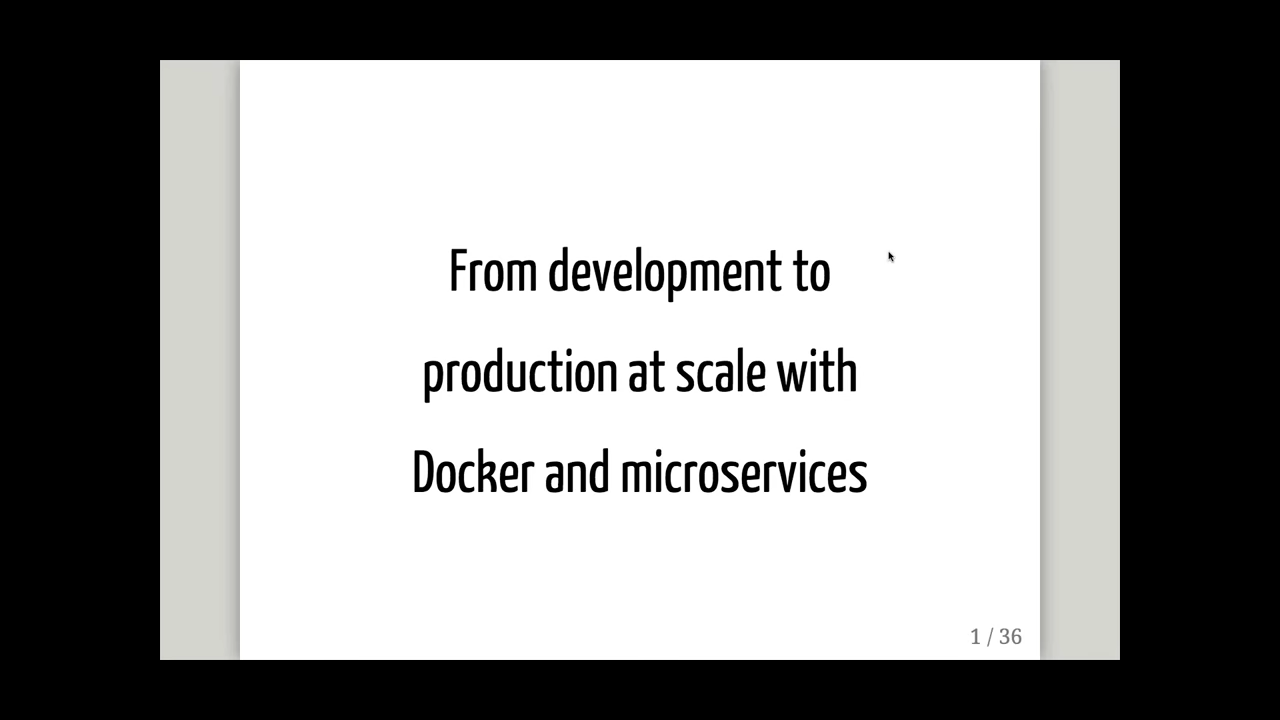 From development to
production at scale with
Docker and microservices
1 / 36